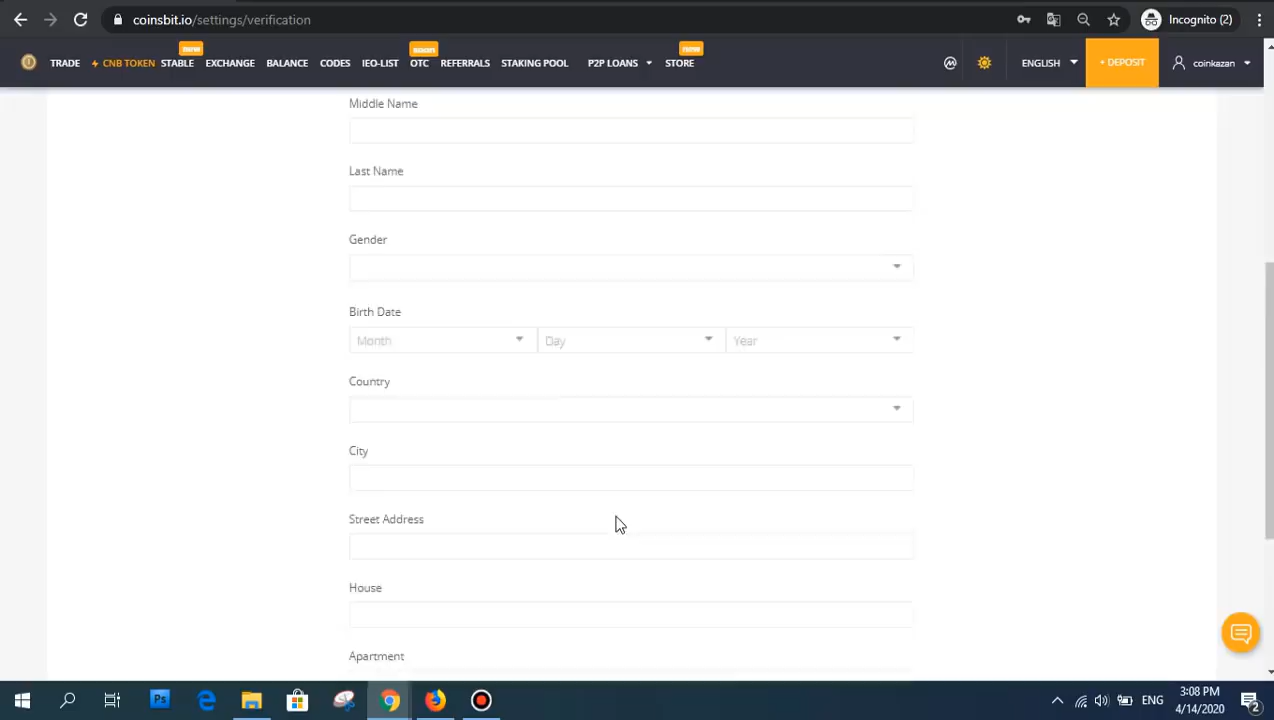 coinsbit.io/settings/verification
Incognito (2)
new
soon
new
TRADE
CNB TOKEN
STABLE
EXCHANGE
BALANCE
CODES
IEO-LIST
OTC
REFERRALS
STAKING POOL
P2P LOANS
STORE
ENGLISH
+ DEPOSIT
coinkazan
Middle Name
Last Name
Gender
Birth Date
Month
Day
Year
Country
City
Street Address
House
Apartment
Ps
ENG
3:08 PM
4/14/2020
2